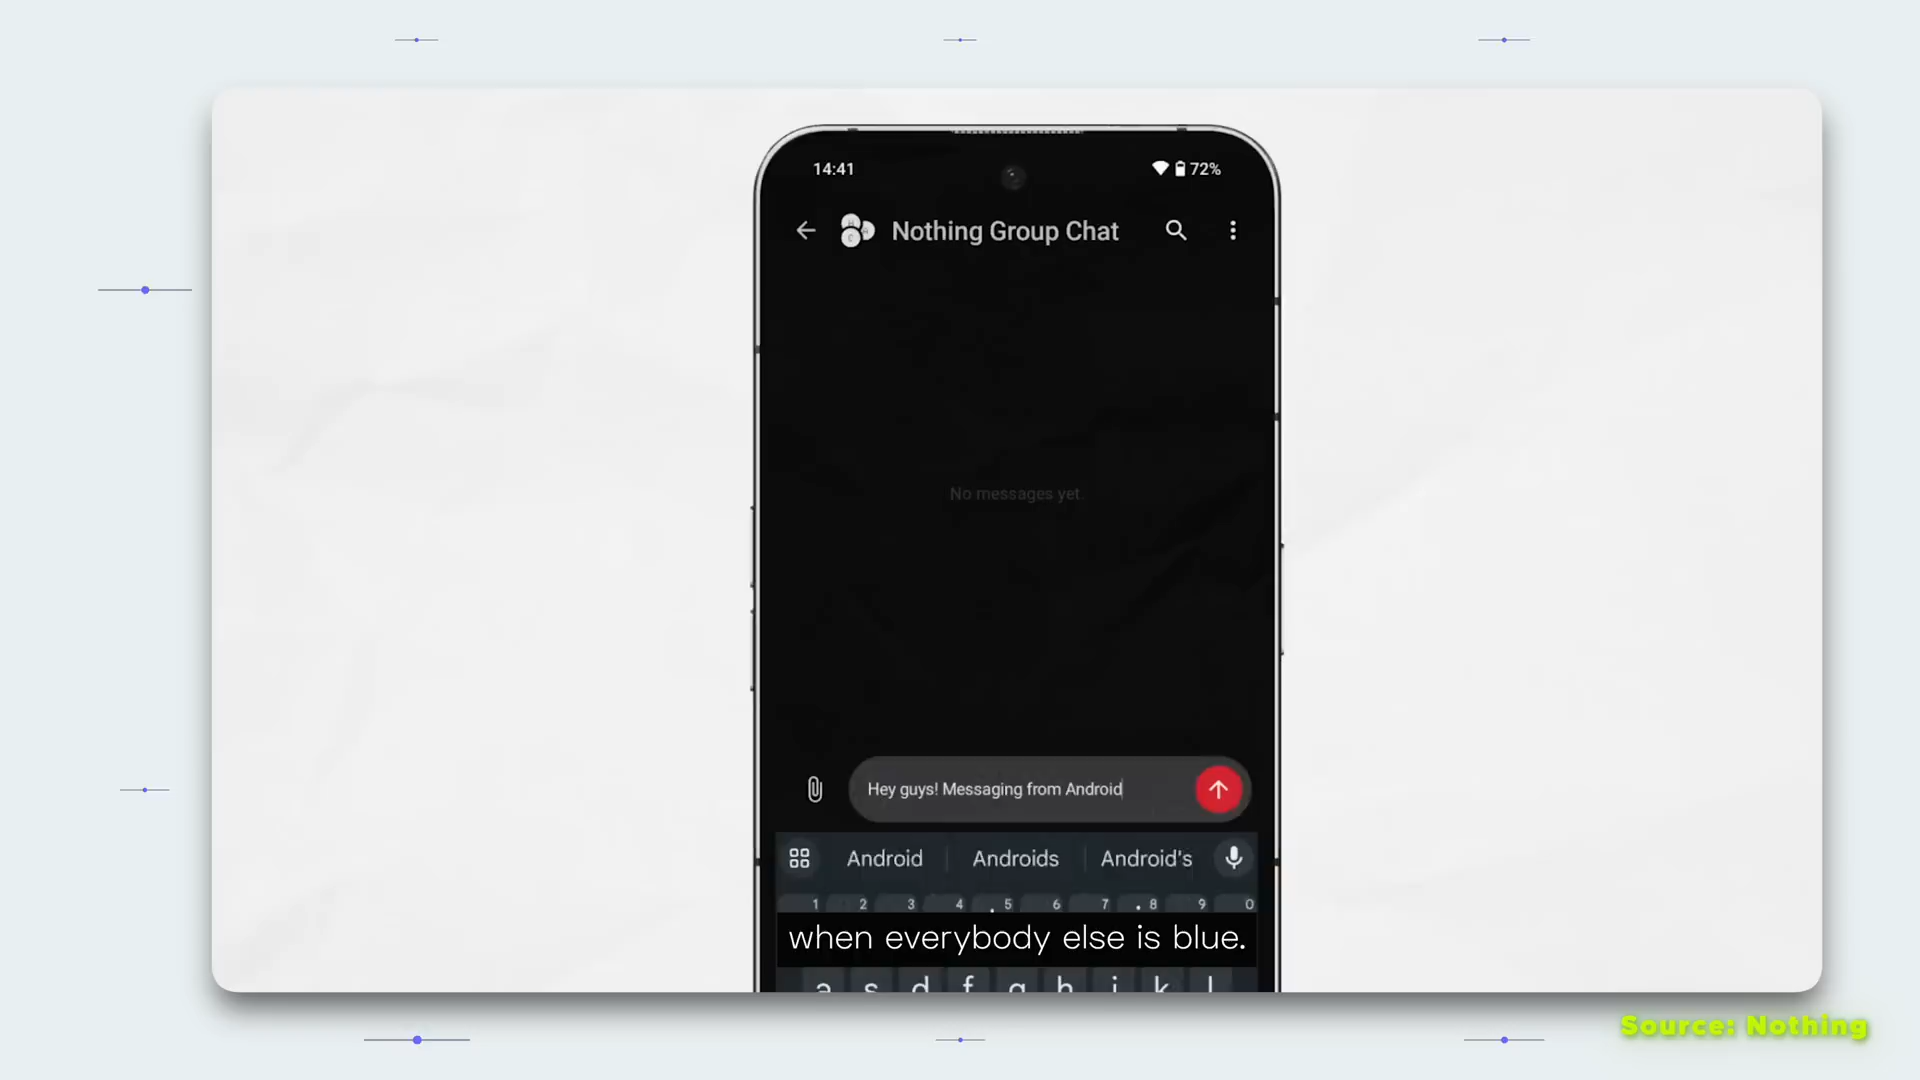 14:41
72%
Nothing Group Chat
No messages yet.
Hey guys! Messaging from Android
Android Androids Android's
1 2 3 4 5 6 7 8 9 0
when everybody else is blue.
a s d f g h j k l
Source: Nothing